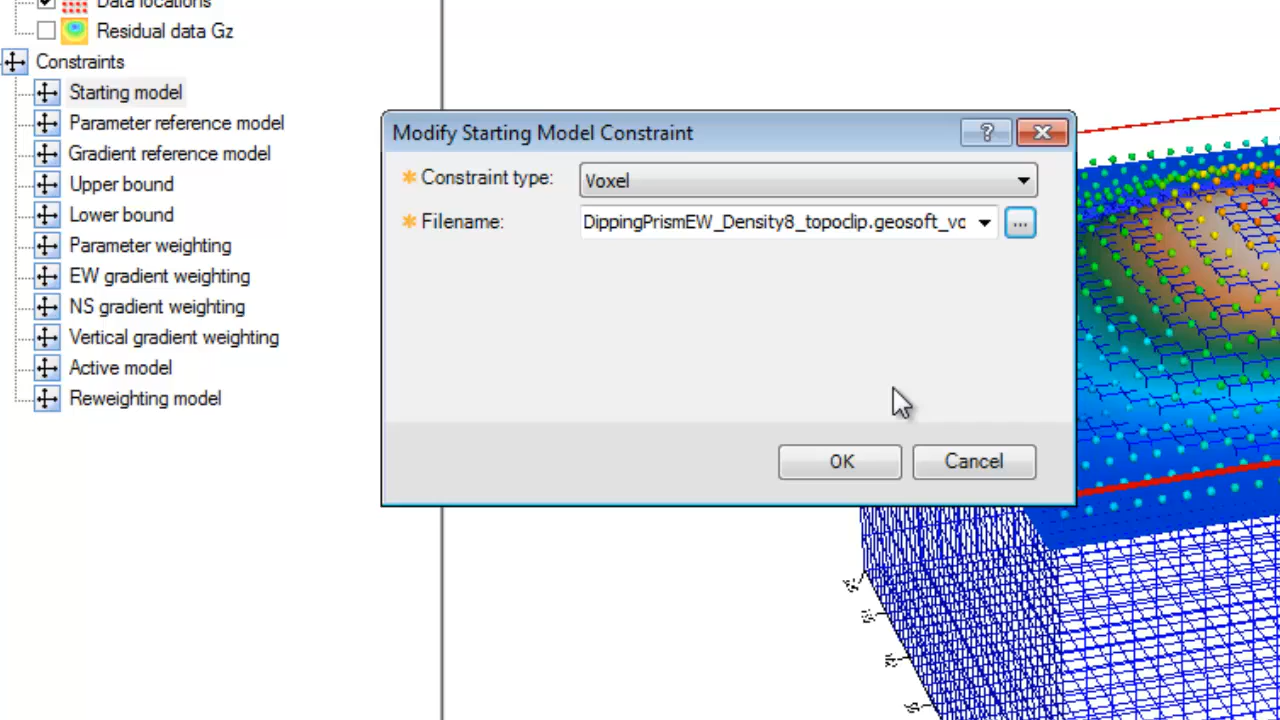 Data locations
Residual data Gz
Constraints
Starting model
Parameter reference model
Gradient reference model
Upper bound
Lower bound
Parameter weighting
EW gradient weighting
NS gradient weighting
Vertical gradient weighting
Active model
Reweighting model
Modify Starting Model Constraint
?
Constraint type:
Voxel
Filename:
DippingPrismEW_Density8_topoclip.geosoft_vo
...
OK
Cancel